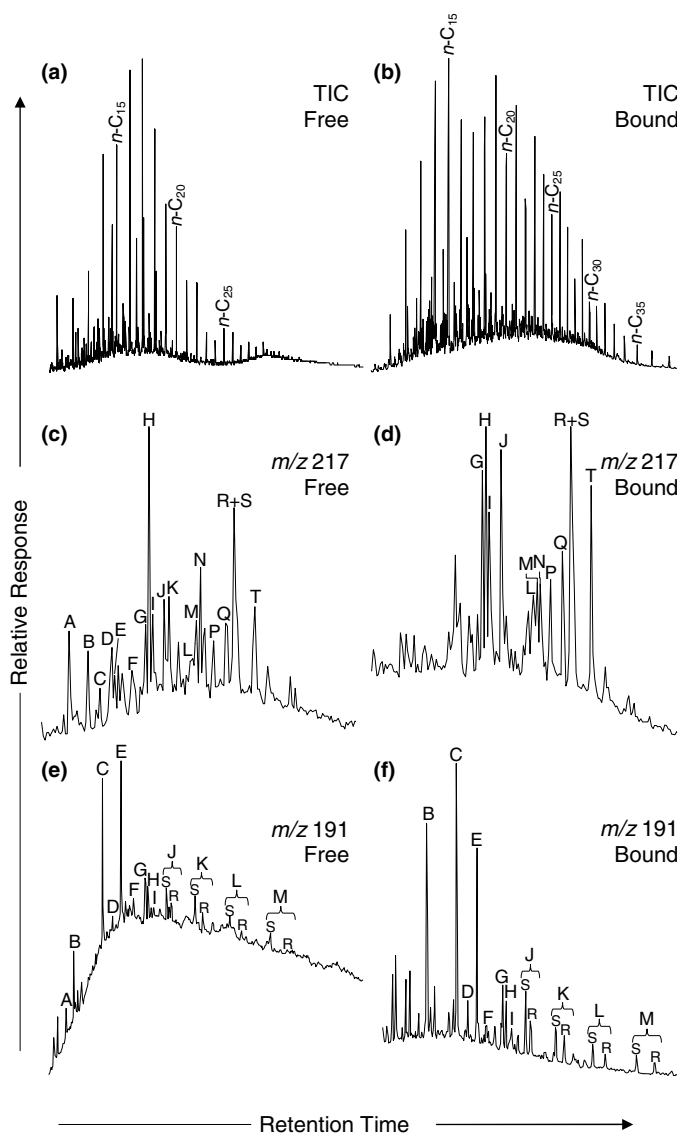 (a)
TIC
Free
n-C15
n-C20
n-C25
(b)
TIC
Bound
n-C15
n-C20
n-C25
n-C30
n-C35
(c)
m/z 217
Free
A
B
C
D
E
F
G
H
I
J
K
L
M
N
P
Q
R+S
T
(d)
m/z 217
Bound
G
H
I
J
M
L
N
P
Q
R+S
T
(e)
m/z 191
Free
A
B
C
D
E
F
G
H
I
J
S
R
K
S
R
L
S
R
M
S
R
(f)
m/z 191
Bound
B
C
D
E
F
G
H
I
J
S
R
K
S
R
L
S
R
M
S
R
Relative Response
Retention Time